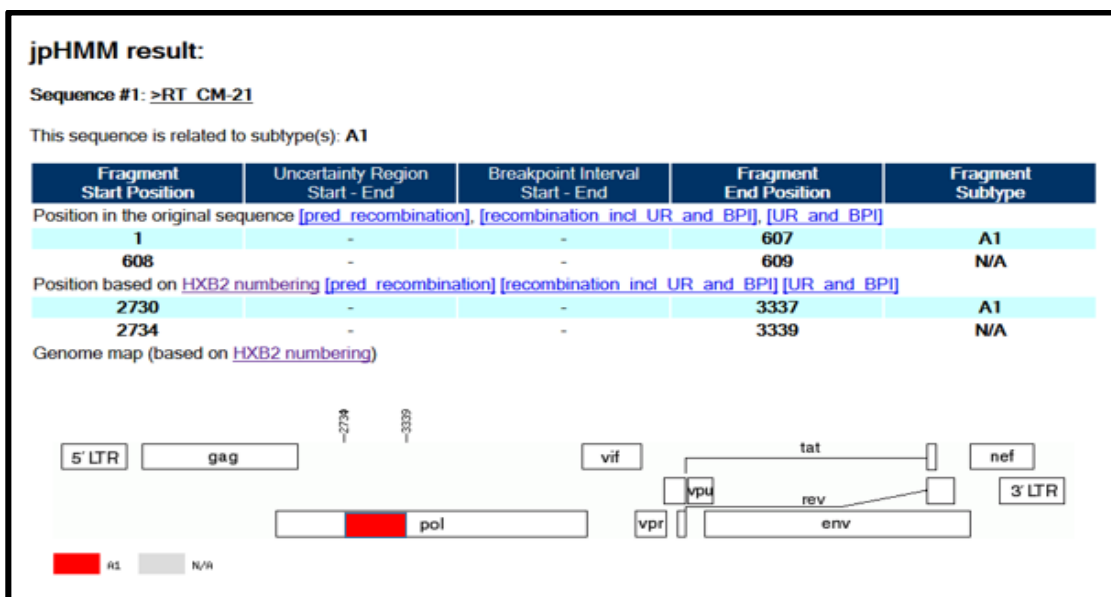 jpHMM result:
Sequence #1: >RT_CM-21
This sequence is related to subtype(s): A1
Fragment Start Position Uncertainty Region Start - End Breakpoint Interval Start - End Fragment End Position Fragment Subtype
Position in the original sequence [pred_recombination], [recombination_incl_UR_and_BPI], [UR_and_BPI]
1 - - 607 A1
608 - - 609 N/A
Position based on HXB2 numbering [pred_recombination] [recombination_incl_UR_and_BPI] [UR_and_BPI]
2730 - - 3337 A1
2734 - - 3339 N/A
Genome map (based on HXB2 numbering)
-3339
5' LTR gag vif tat nef
vpu rev 3' LTR
pol vpr env
A1 N/A